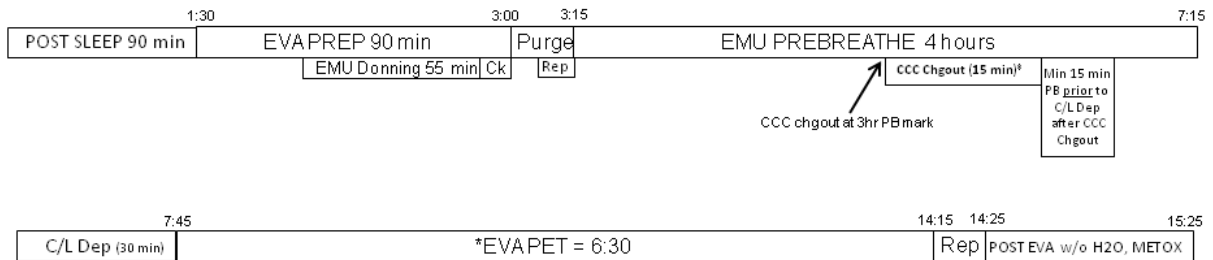 1:30 3:00 3:15 7:15
POST SLEEP 90 min EVA PREP 90 min Purge EMU PREBREATHE 4 hours
EMU Donning 55 min Ck Rep CCC Chgout (15 min)* Min 15 min
PB prior to
C/L Dep
after CCC
Chgout
CCC chgout at 3hr PB mark
7:45 14:15 14:25 15:25
C/L Dep (30 min) *EVA PET = 6:30 Rep POST EVA w/o H2O, METOX